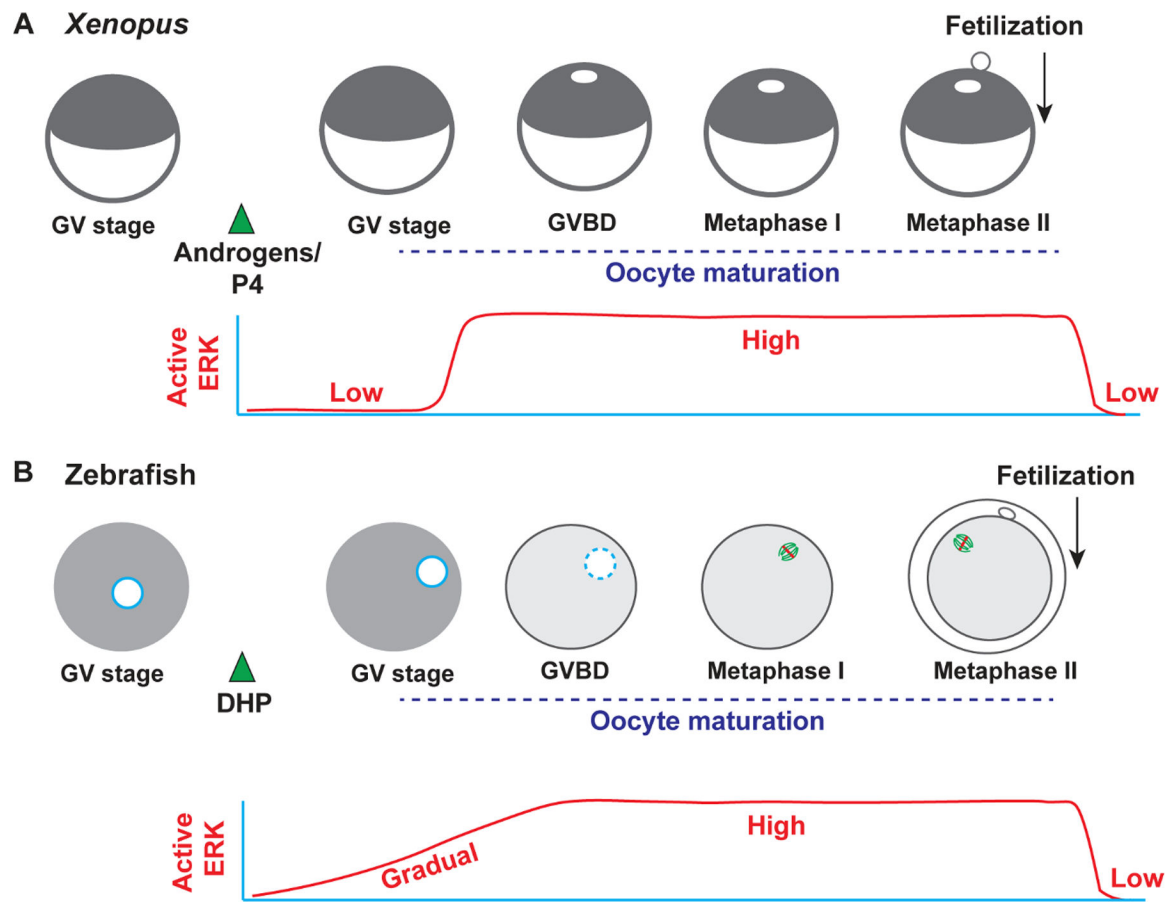 A Xenopus
Fetilization
GV stage
GV stage
GVBD
Metaphase I
Metaphase II
Androgens/
P4
Oocyte maturation
Active
ERK
Low
High
Low
B Zebrafish
Fetilization
GV stage
GV stage
GVBD
Metaphase I
Metaphase II
DHP
Oocyte maturation
Active
ERK
Gradual
High
Low